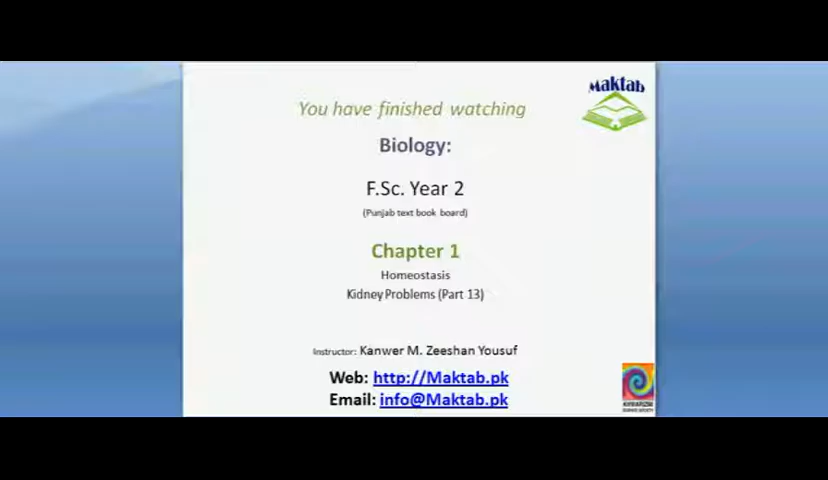 Maktab
You have finished watching
Biology:
F.Sc. Year 2
(Punjab text book board)
Chapter 1
Homeostasis
Kidney Problems (Part 13)
Instructor: Kanwer M. Zeeshan Yousuf
Web: http://Maktab.pk
Email: info@Maktab.pk